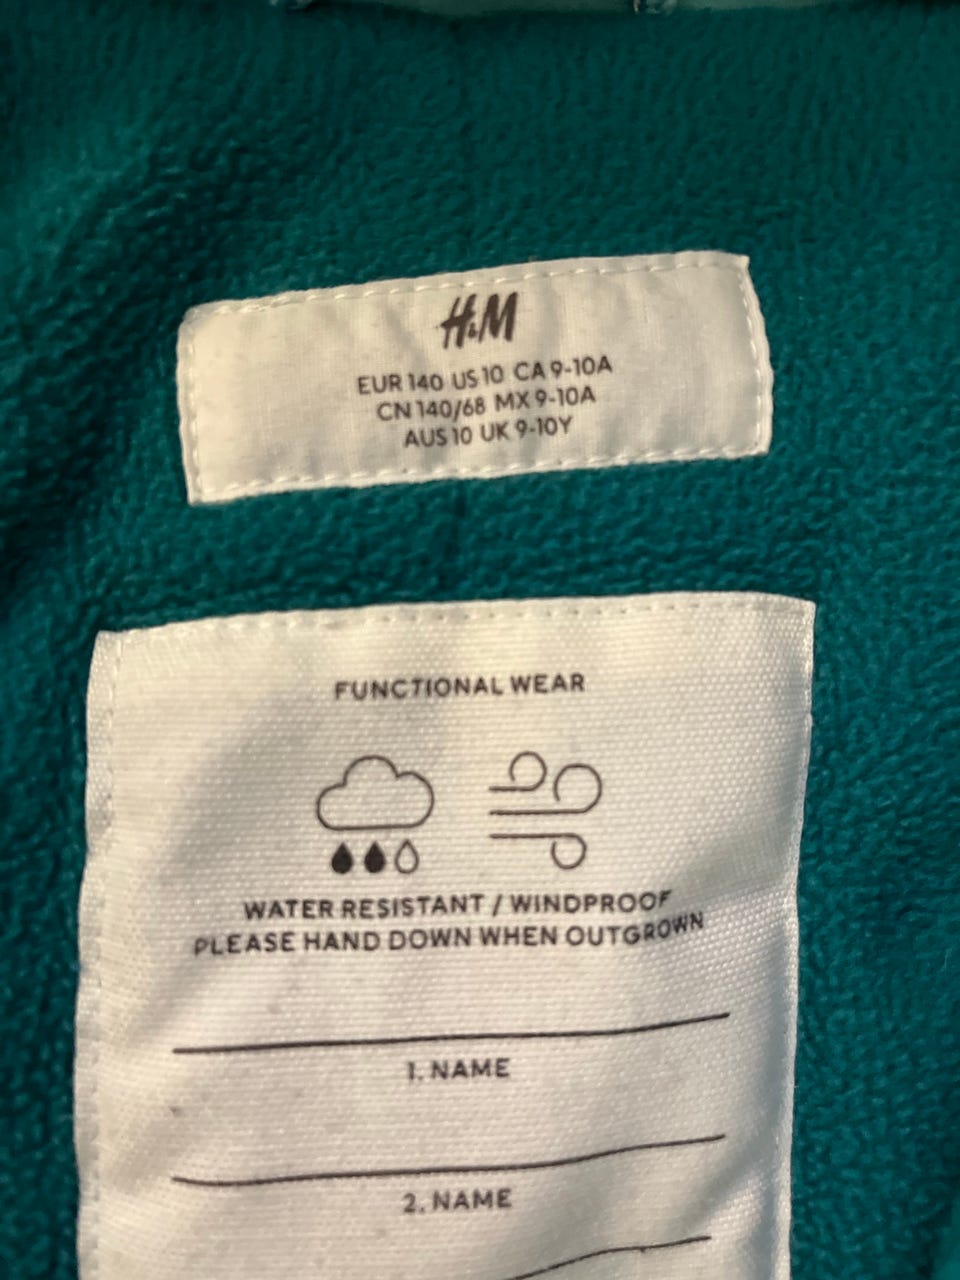 H&M
EUR 140 US 10 CA 9-10A
CN 140/68 MX 9-10A
AUS 10 UK 9-10Y
FUNCTIONAL WEAR
WATER RESISTANT / WINDPROOF
PLEASE HAND DOWN WHEN OUTGROWN
1. NAME
2. NAME